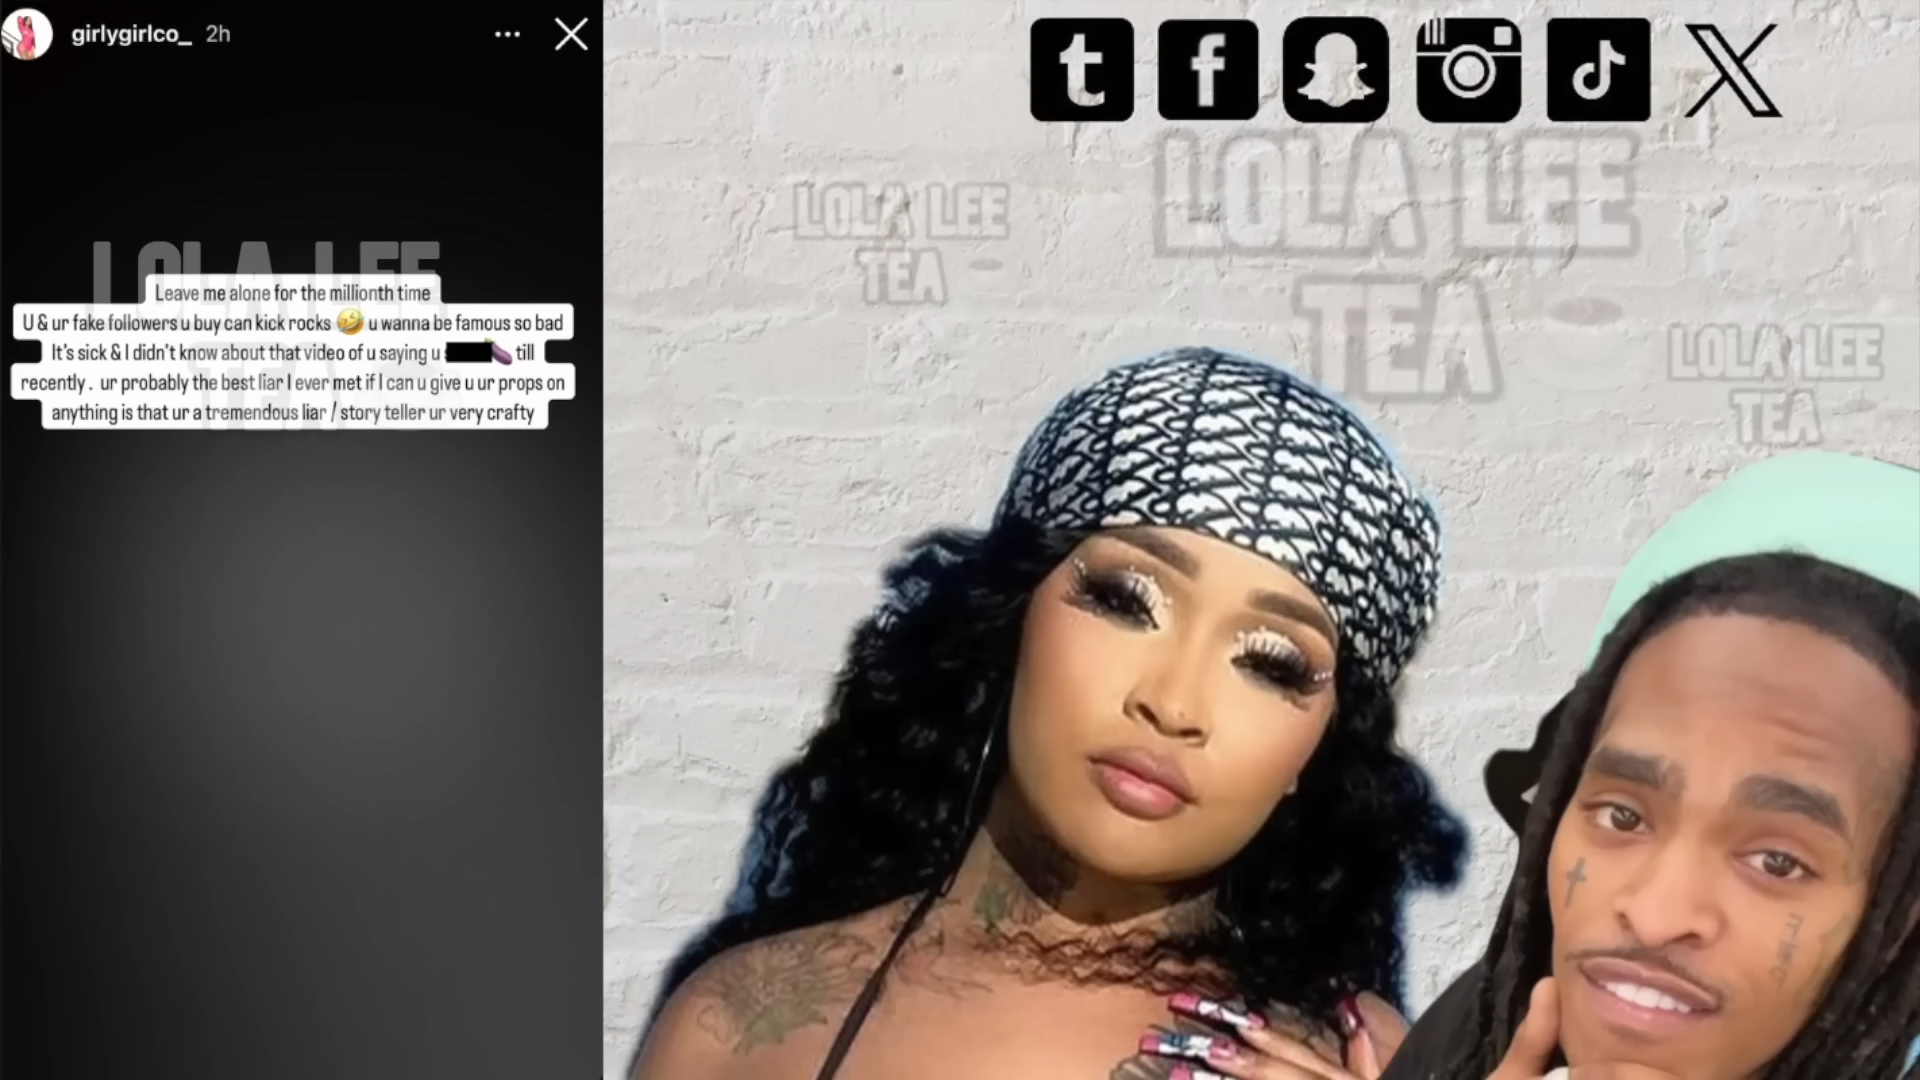 girlygirlco_ 2h
Leave me alone for the millionth time
U & ur fake followers u buy can kick rocks 🤣 u wanna be famous so bad
It's sick & I didn't know about that video of u saying u 🍆 till
recently. ur probably the best liar I ever met if I can u give u ur props on
anything is that ur a tremendous liar / story teller ur very crafty
LOLA LEE
TEA
LOLA LEE
TEA
LOLA LEE
TEA
LOLA LEE
TEA